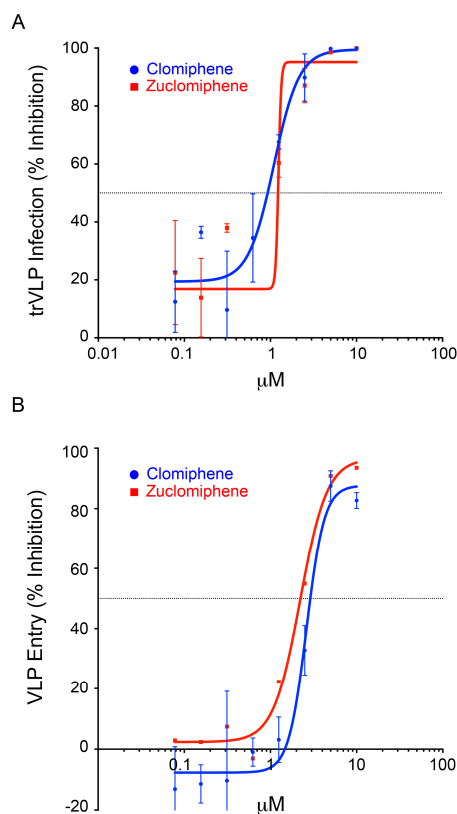 A
100
80
60
40
20
0
0.01 0.1 1 10 100
trVLP Infection (% Inhibition)
Clomiphene
Zuclomiphene
µM
B
100
80
60
40
20
0
-20
0.1 1 10 100
VLP Entry (% Inhibition)
Clomiphene
Zuclomiphene
µM